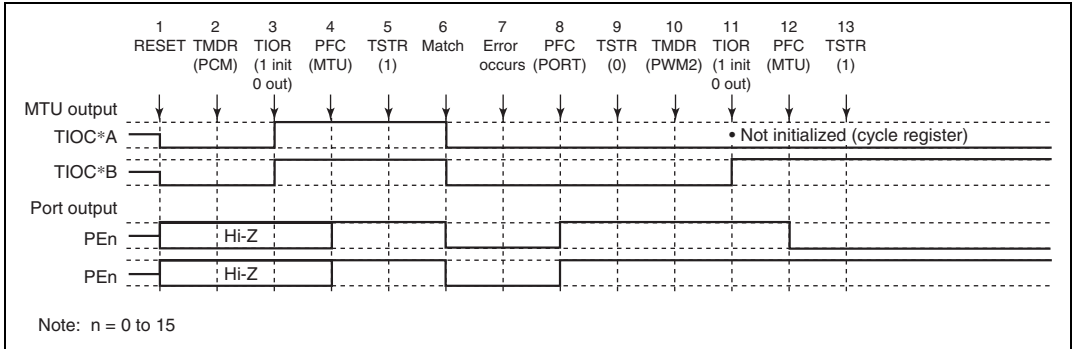 1 2 3 4 5 6 7 8 9 10 11 12 13
RESET TMDR TIOR PFC TSTR Match Error PFC TSTR TMDR TIOR PFC TSTR
(PCM) (1 init (MTU) (1) occurs (PORT) (0) (PWM2) (1 init (MTU) (1)
0 out) 0 out)
MTU output
TIOC*A • Not initialized (cycle register)
TIOC*B
Port output
PEn Hi-Z
PEn Hi-Z
Note: n = 0 to 15